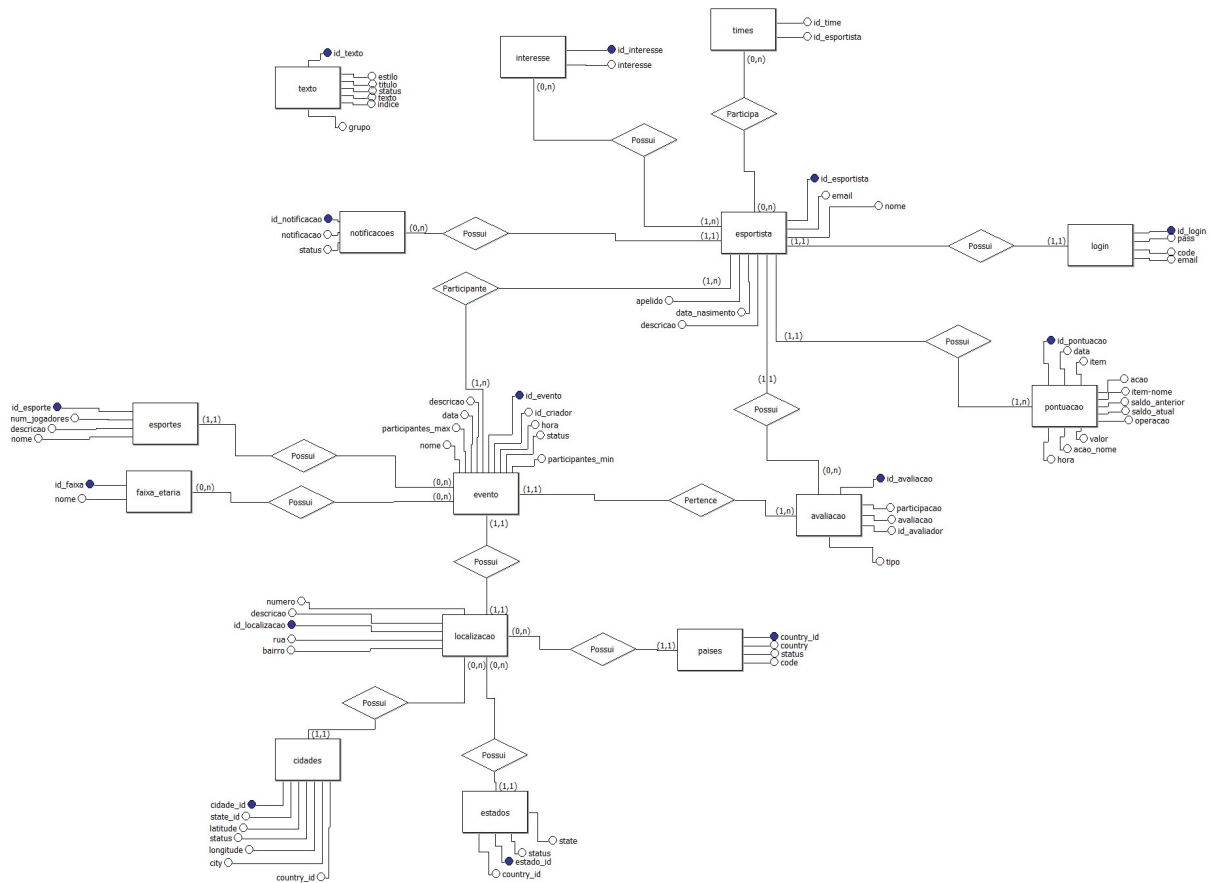 id_time
times
id_esportista
(0,n)
id_interesse
interesse
interesse
(0,n)
id_texto
texto
estilo
titulo
status
texto
indice
grupo
Participa
Possui
id_esportista
email
nome
(0,n)
esportista
(1,n)
(1,1)
(1,1)
id_notificacao
notificacao
status
notificacoes
(0,n)
Possui
Possui
(1,1)
login
id_login
pass
code
email
Participante
(1,n)
apelido
data_nasimento
descricao
(1,1)
Possui
id_pontuacao
data
item
acao
item-nome
saldo_anterior
saldo_atual
operacao
valor
acao_nome
hora
pontuacao
(1,n)
(1,1)
Possui
(0,n)
(1,n)
descricao
data
participantes_max
nome
id_evento
id_criador
hora
status
participantes_min
id_esporte
num_jogadores
descricao
nome
esportes
(1,1)
Possui
(0,n)
id_faixa
nome
faixa_etaria
(0,n)
Possui
(0,n)
evento
(1,1)
(1,1)
Pertence
(1,n)
avaliacao
id_avaliacao
participacao
avaliacao
id_avaliador
tipo
Possui
(1,1)
numero
descricao
id_localizacao
rua
bairro
localizacao
(0,n)
(0,n)
(0,n)
Possui
(1,1)
paises
country_id
country
status
code
Possui
(1,1)
cidades
cidade_id
state_id
latitude
status
longitude
city
country_id
Possui
(1,1)
estados
state
status
estado_id
country_id